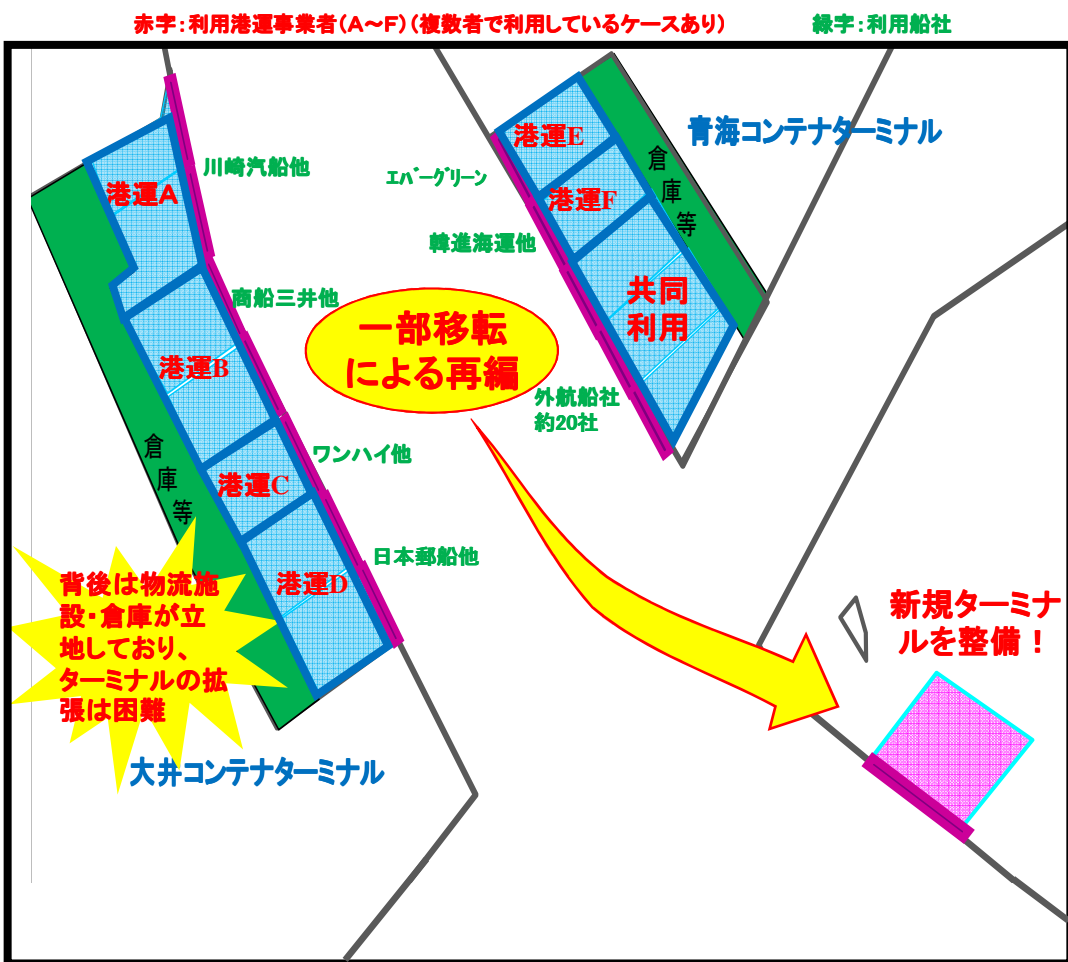 赤字：利用港運事業者（A～F）（複数者で利用しているケースあり）
緑字：利用船社
青海コンテナターミナル
港運E
倉庫等
川崎汽船他
エバーグリーン
港運A
港運F
韓進海運他
商船三井他
共同
利用
一部移転
による再編
港運B
外航船社
約20社
ワンハイ他
倉庫等
港運C
日本郵船他
港運D
背後は物流施
設・倉庫が立
地しており、
ターミナルの拡
張は困難
新規ターミナ
ルを整備！
大井コンテナターミナル